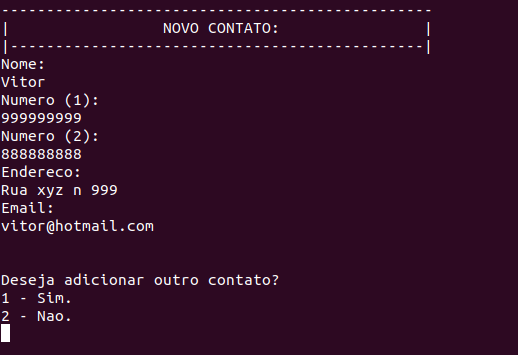 ------------------------------------------------
|                 NOVO CONTATO:                |
|----------------------------------------------|
Nome:
Vitor
Numero (1):
999999999
Numero (2):
888888888
Endereco:
Rua xyz n 999
Email:
vitor@hotmail.com
Deseja adicionar outro contato?
1 - Sim.
2 - Nao.